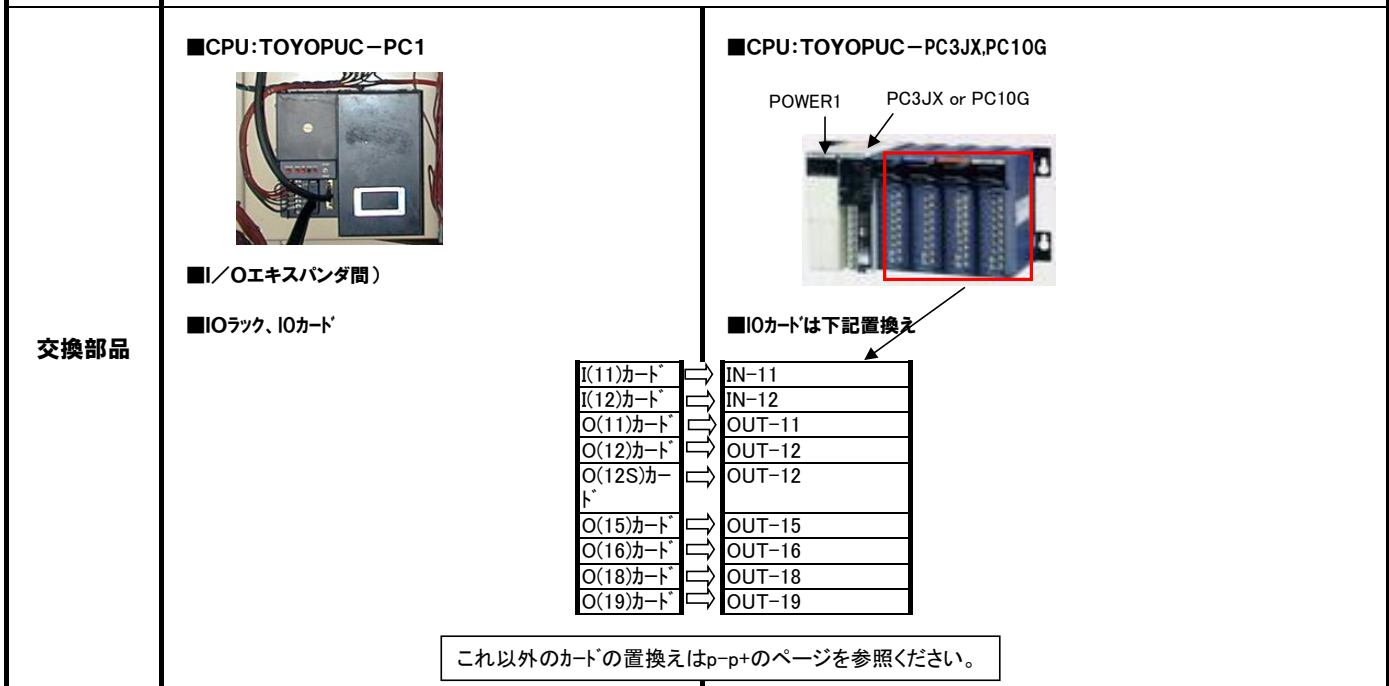 交換部品
■CPU:TOYOPUC−PC1
■I／Oエキスパンダ間）
■IOラック、IOｶｰﾄﾞ
■CPU:TOYOPUC−PC3JX,PC10G
POWER1
PC3JX or PC10G
■IOｶｰﾄﾞは下記置換え
I(11)ｶｰﾄﾞ ⇨ IN-11
I(12)ｶｰﾄﾞ ⇨ IN-12
O(11)ｶｰﾄﾞ ⇨ OUT-11
O(12)ｶｰﾄﾞ ⇨ OUT-12
O(12S)ｶｰ ⇨ OUT-12
ﾄﾞ
O(15)ｶｰﾄﾞ ⇨ OUT-15
O(16)ｶｰﾄﾞ ⇨ OUT-16
O(18)ｶｰﾄﾞ ⇨ OUT-18
O(19)ｶｰﾄﾞ ⇨ OUT-19
これ以外のｶｰﾄﾞの置換えはp-p+のページを参照ください。